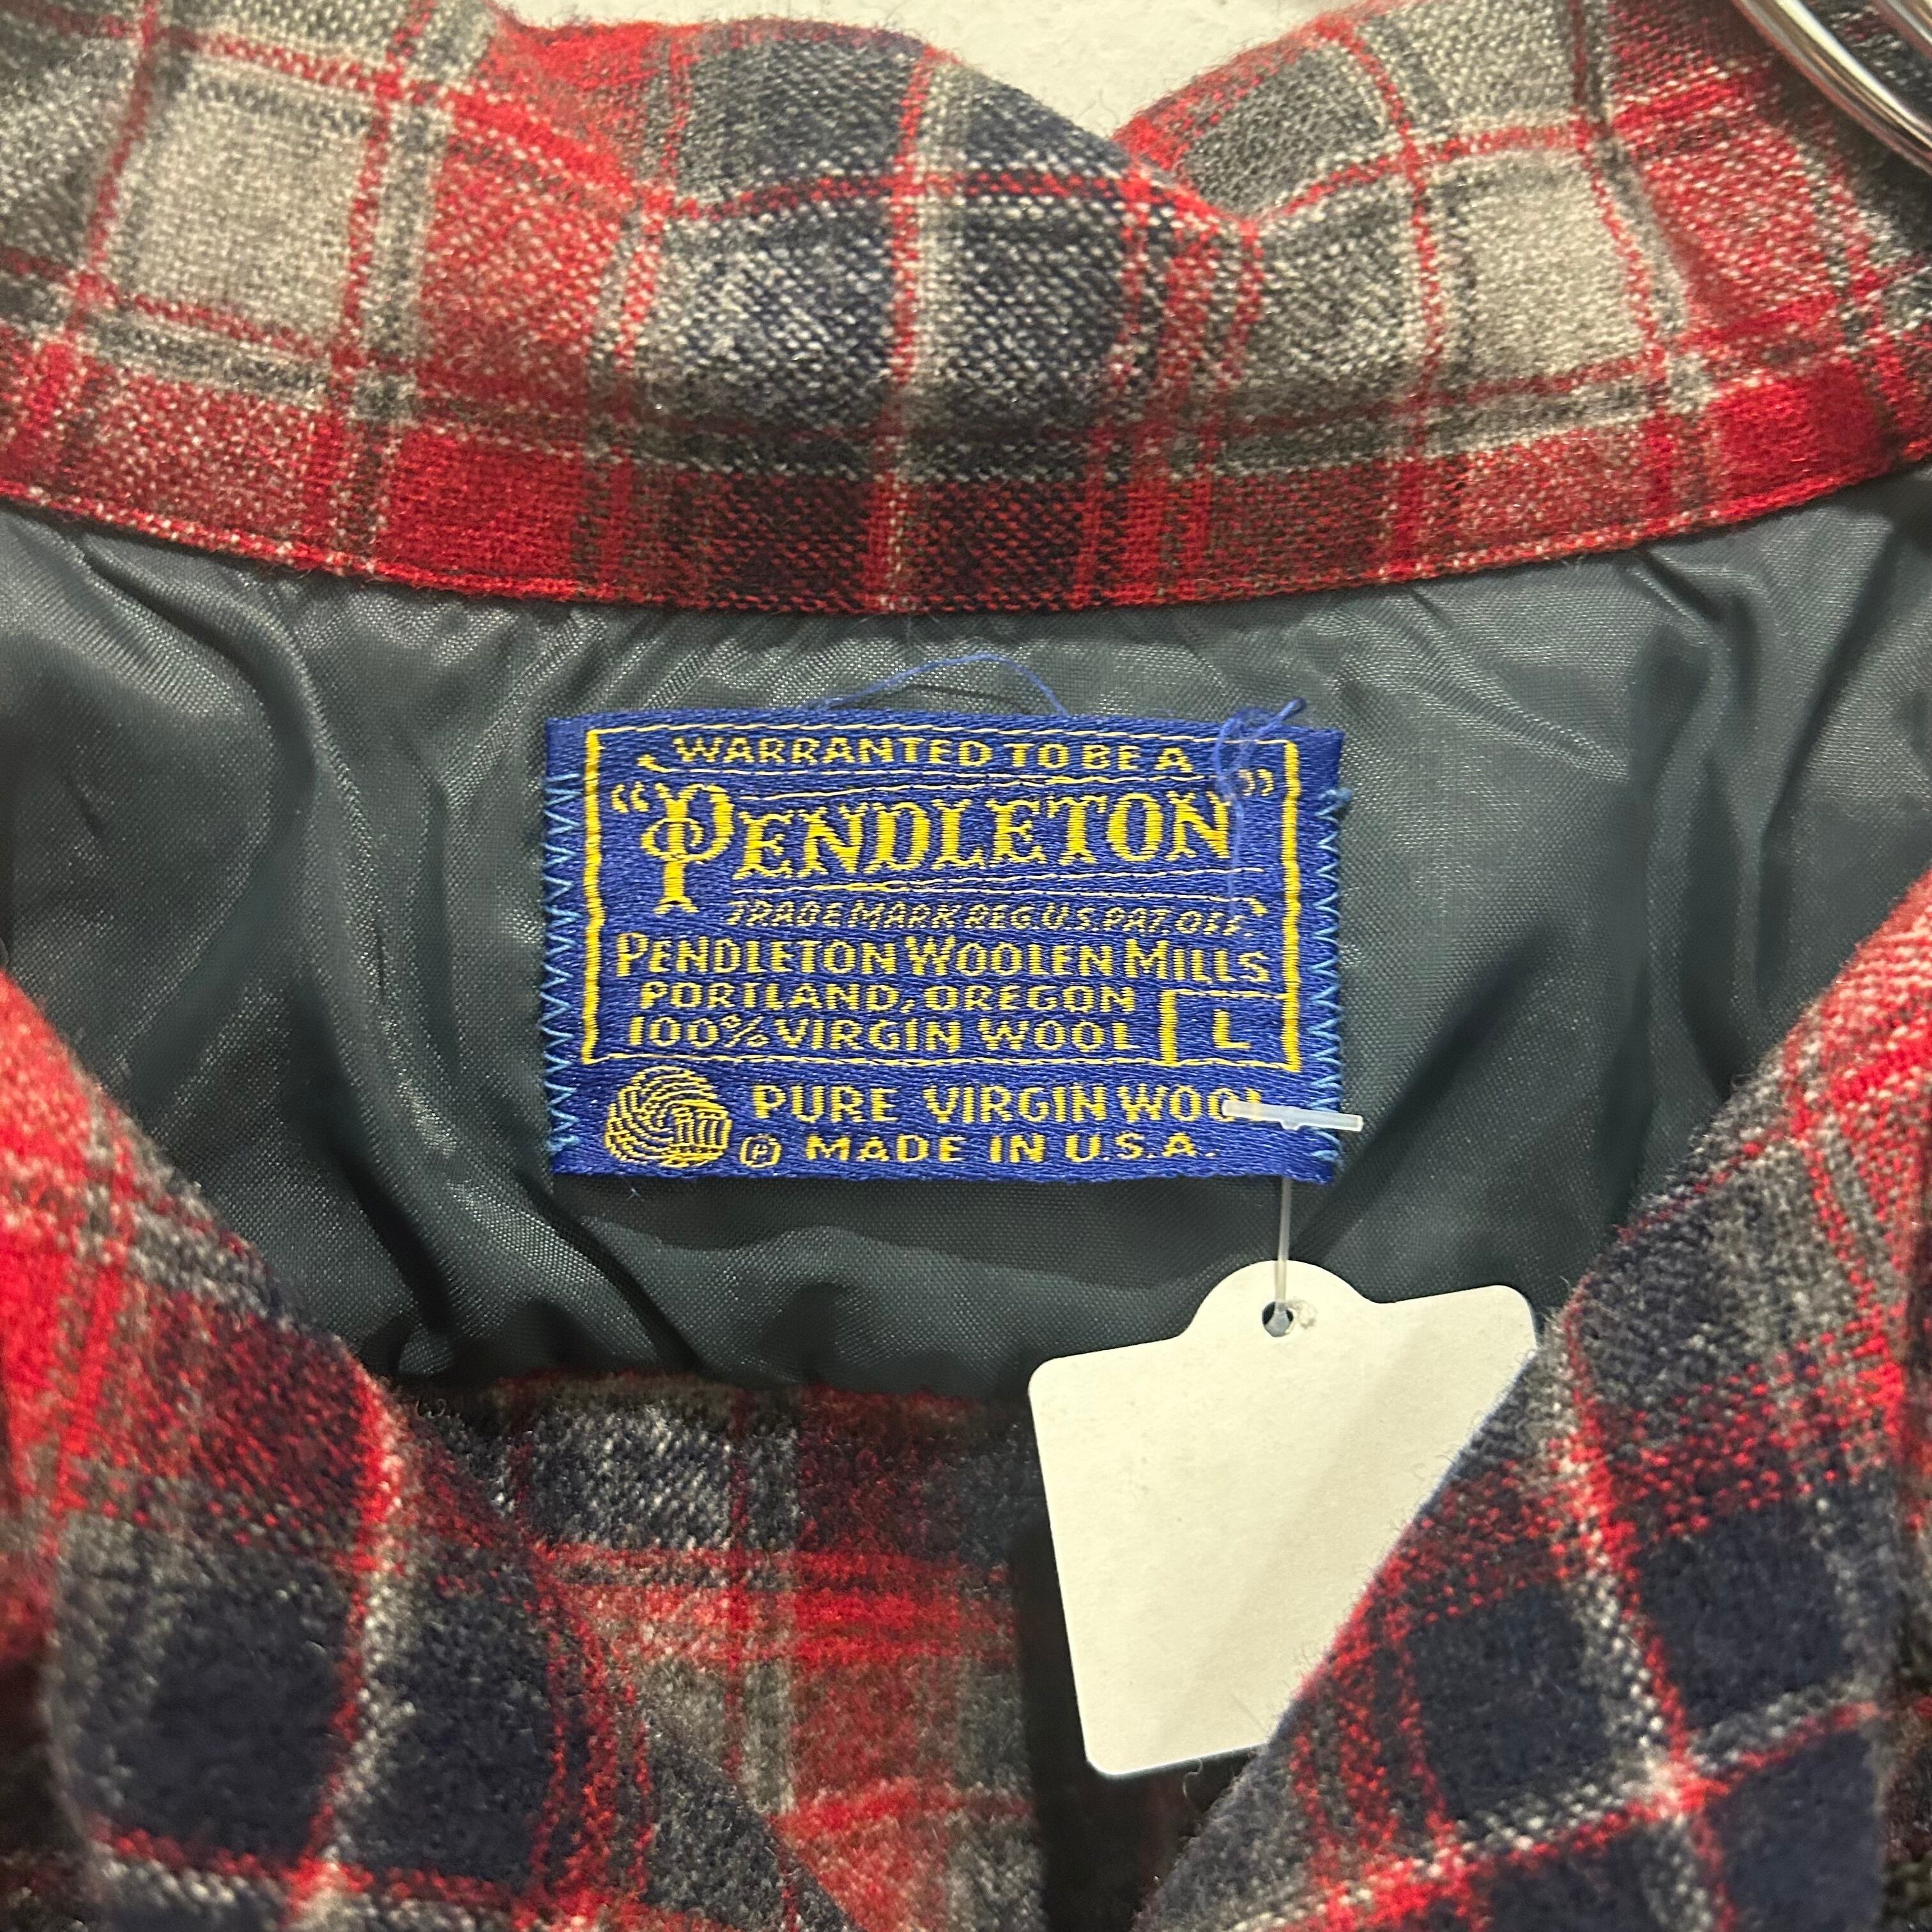 WARRANTED TO BE A
"PENDLETON"
TRADE MARK REG. U.S. PAT. OFF.
PENDLETON WOOLEN MILLS
PORTLAND, OREGON
100% VIRGIN WOOL L
PURE VIRGIN WOOL
Ⓡ MADE IN U.S.A.